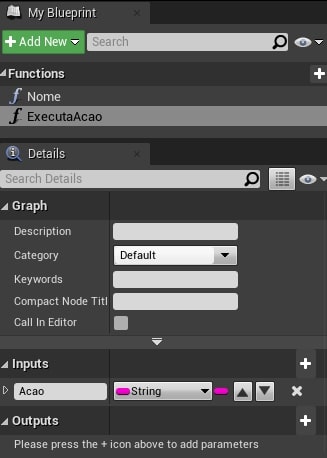 My Blueprint
Add New
Search
Functions
Nome
ExecutaAcao
Details
Search Details
Graph
Description
Category
Default
Keywords
Compact Node Titl
Call In Editor
Inputs
Acao
String
Outputs
Please press the + icon above to add parameters